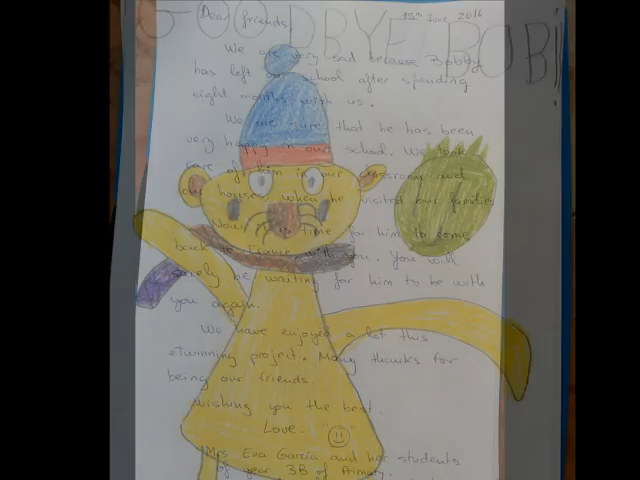 GOODBYE BOBI!
Dear friends,
15th June 2016
We are very sad because Bobby
has left our school after spending
eight months with us.
We are sure that he has been
very happy in our school. We took
care of him in our classroom and
our houses when he visited our families.
Now it is time for him to come
back to France, with you. You will
surely be waiting for him to be with
you again.
We have enjoyed a lot this
eTwinning project. Many thanks for
being our friends.
Wishing you the best.
Love.
Mrs Eva García and her students
of year 3B of Primary.